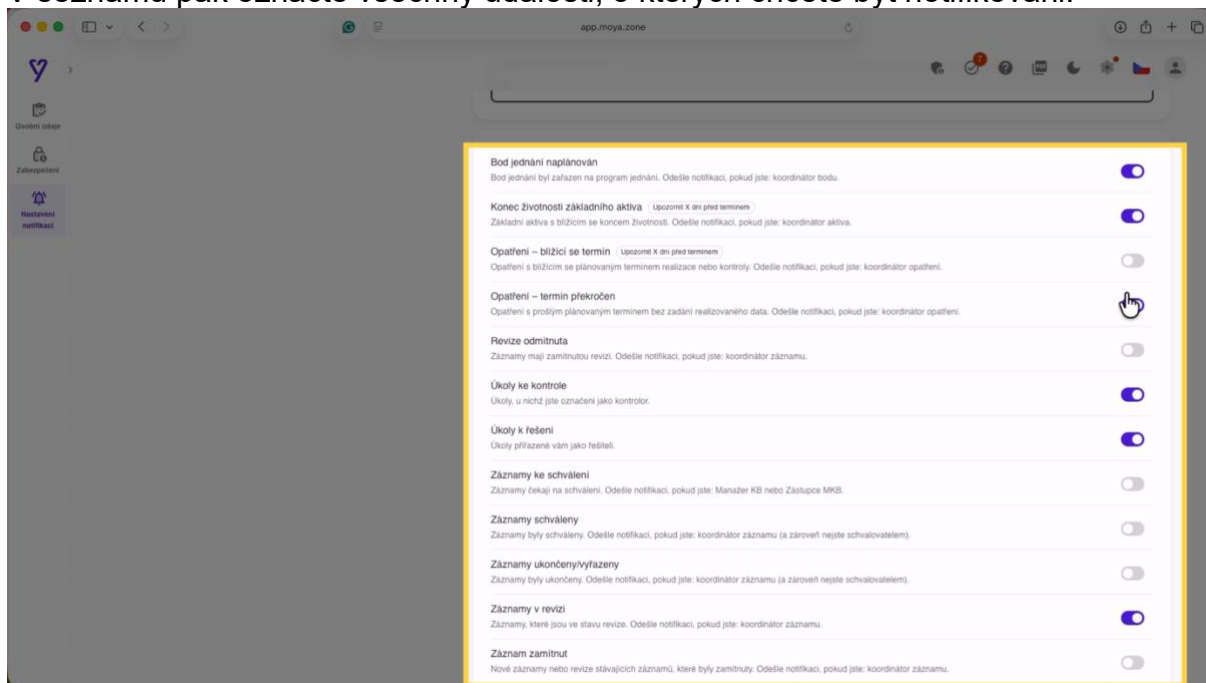 V seznamu pak označte všechny události, o kterých chcete být notifikováni.
app.moya.zone
7
Osobní údaje
Zabezpečení
Nastavení
notifikací
Bod jednání naplánován
Bod jednání byl zařazen na program jednání. Odešle notifikaci, pokud jste: koordinátor bodu.
Konec životnosti základního aktiva Upozornit X dní před termínem
Základní aktiva s blížícím se koncem životnosti. Odešle notifikaci, pokud jste: koordinátor aktiva.
Opatření – blížící se termín Upozornit X dní před termínem
Opatření s blížícím se plánovaným termínem realizace nebo kontroly. Odešle notifikaci, pokud jste: koordinátor opatření.
Opatření – termín překročen
Opatření s prošlým plánovaným termínem bez zadání realizovaného data. Odešle notifikaci, pokud jste: koordinátor opatření.
Revize odmítnuta
Záznamy mají zamítnutou revizi. Odešle notifikaci, pokud jste: koordinátor záznamu.
Úkoly ke kontrole
Úkoly, u nichž jste označeni jako kontrolor.
Úkoly k řešení
Úkoly přiřazené vám jako řešiteli.
Záznamy ke schválení
Záznamy čekají na schválení. Odešle notifikaci, pokud jste: Manažer KB nebo Zástupce MKB.
Záznamy schváleny
Záznamy byly schváleny. Odešle notifikaci, pokud jste: koordinátor záznamu (a zároveň nejste schvalovatelem).
Záznamy ukončeny/vyřazeny
Záznamy byly ukončeny. Odešle notifikaci, pokud jste: koordinátor záznamu (a zároveň nejste schvalovatelem).
Záznamy v revizi
Záznamy, které jsou ve stavu revize. Odešle notifikaci, pokud jste: koordinátor záznamu.
Záznam zamítnut
Nové záznamy nebo revize stávajících záznamů, které byly zamítnuty. Odešle notifikaci, pokud jste: koordinátor záznamu.